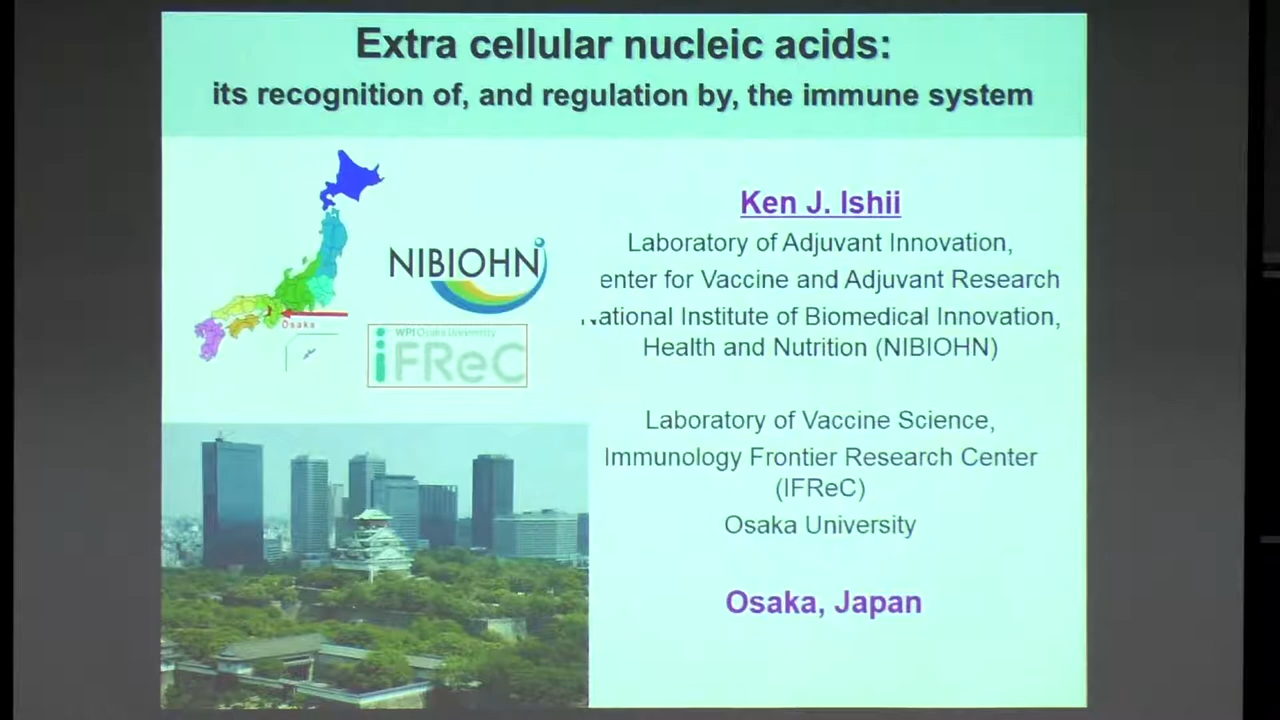 Extra cellular nucleic acids:
its recognition of, and regulation by, the immune system
Osaka
NIBIOHN
WPI Osaka University
iFReC
Ken J. Ishii
Laboratory of Adjuvant Innovation,
enter for Vaccine and Adjuvant Research
ational Institute of Biomedical Innovation,
Health and Nutrition (NIBIOHN)
Laboratory of Vaccine Science,
Immunology Frontier Research Center
(IFReC)
Osaka University
Osaka, Japan